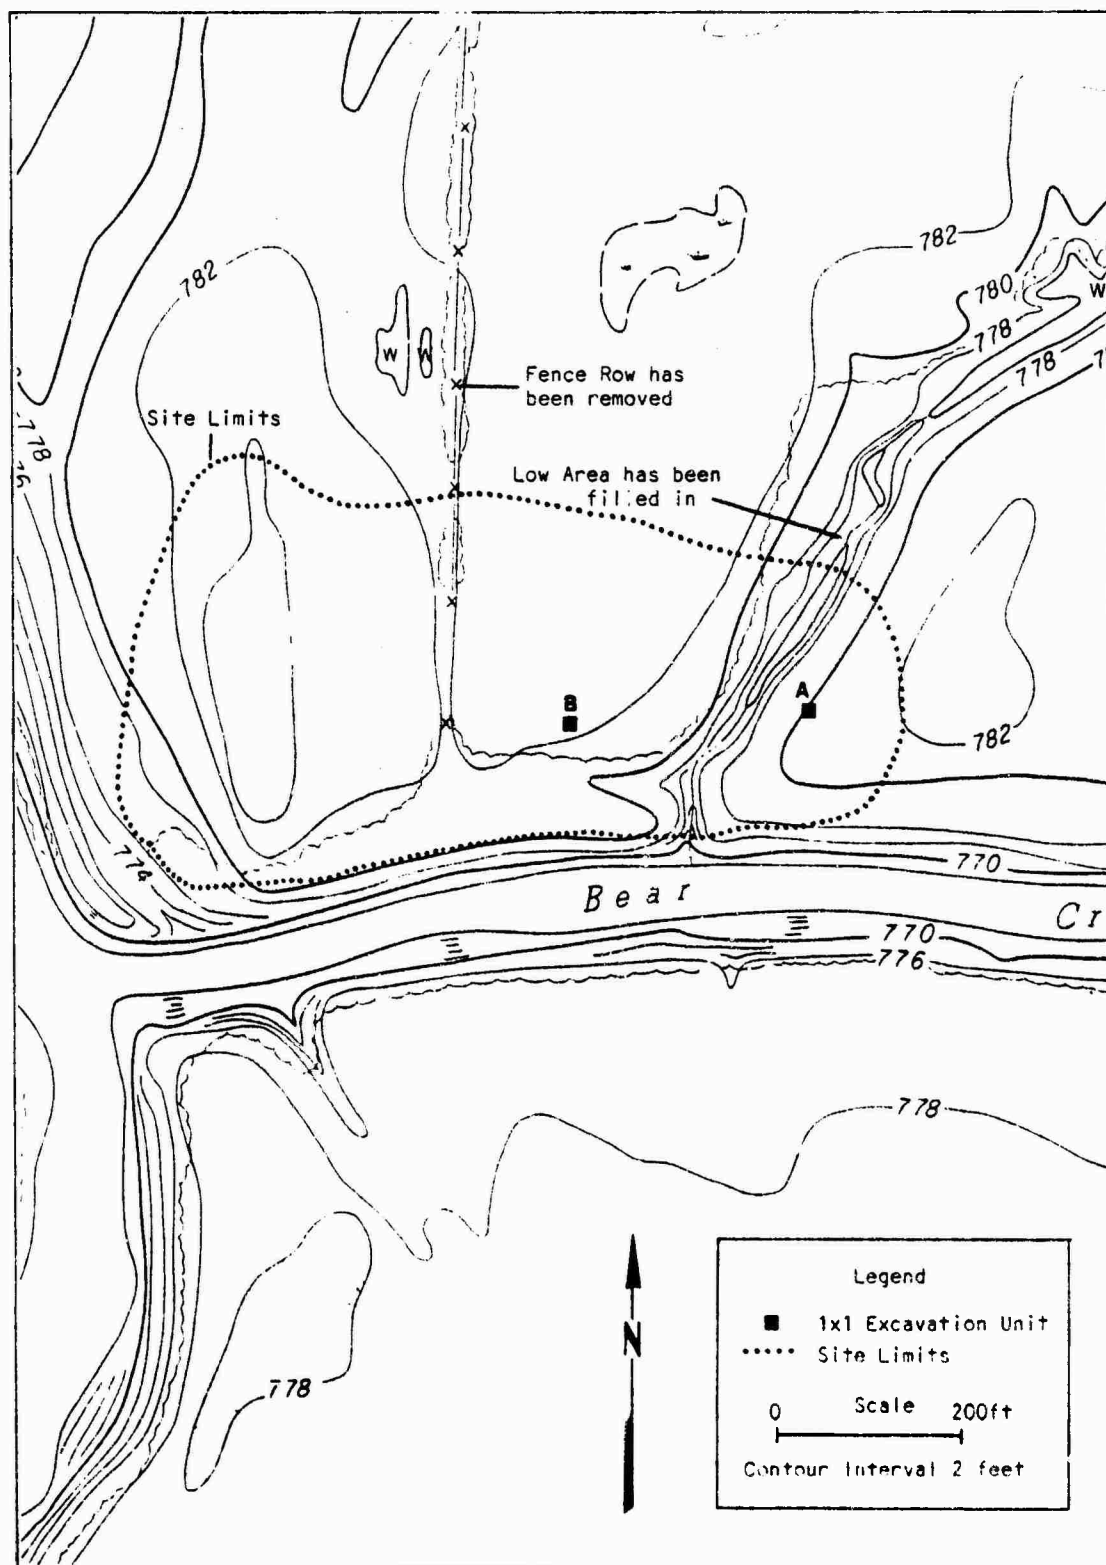 782
782
780
W
778
778
W
W
Fence Row has
been removed
Site Limits
778
Low Area has been
filled in
B
A
782
774
770
Bear
Cr
770
776
778
778
N
Legend
1x1 Excavation Unit
Site Limits
0 Scale 200ft
Contour Interval 2 feet